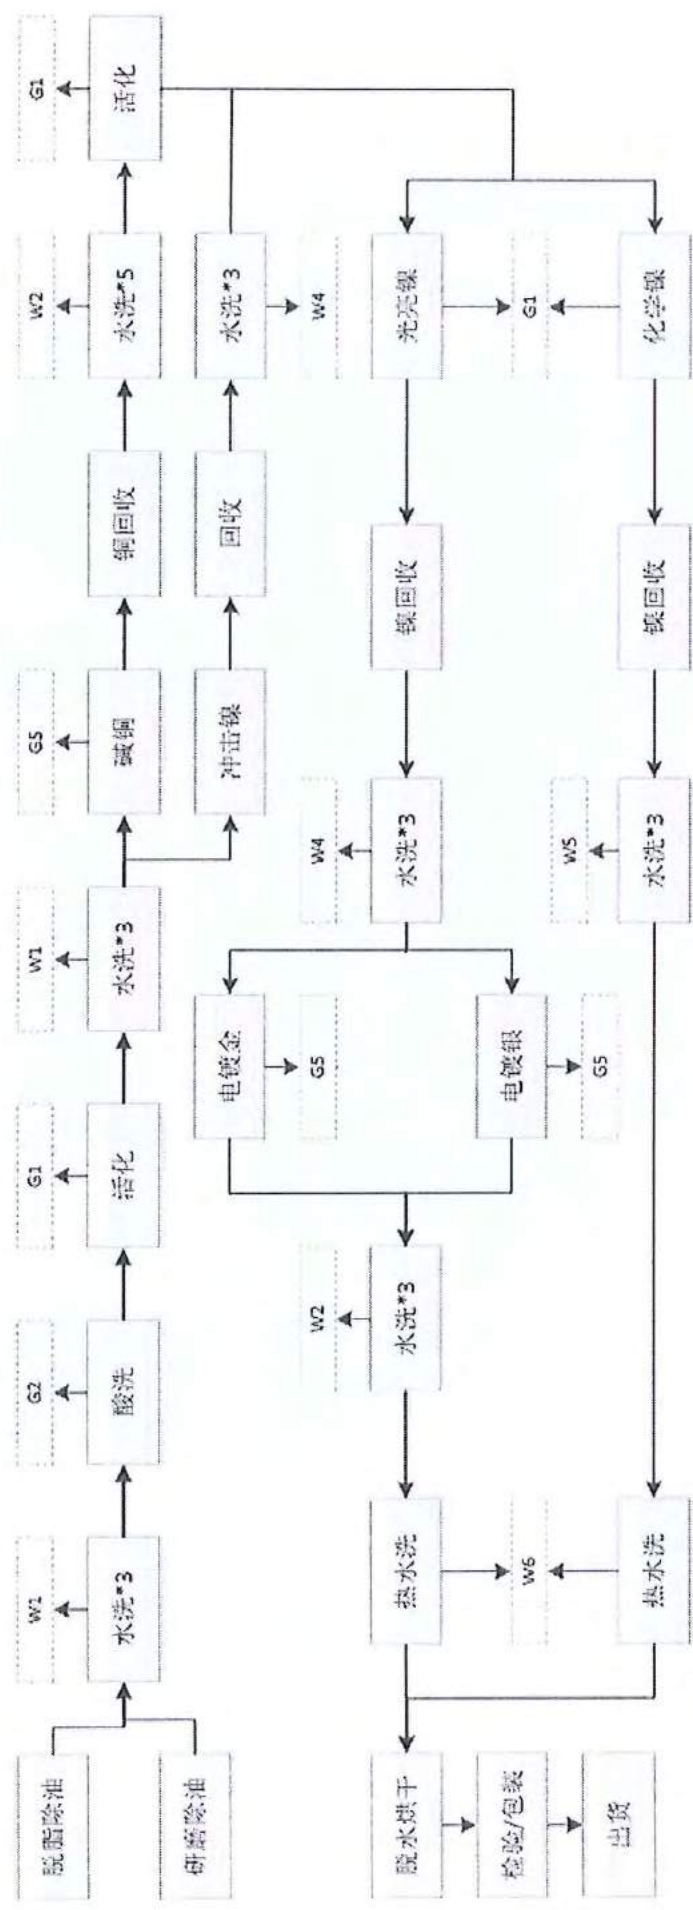 脱脂除油
研磨除油
W1
水洗*3
G2
酸洗
G1
活化
W1
水洗*3
G5
碱铜
铜回收
W2
水洗*5
G1
活化
冲击镍
回收
水洗*3
W4
光亮镍
G1
化学镍
镍回收
镍回收
W4
水洗*3
W5
水洗*3
电镀金
G5
电镀银
G5
W2
水洗*3
热水洗
W6
热水洗
脱水烘干
检验/包装
出货